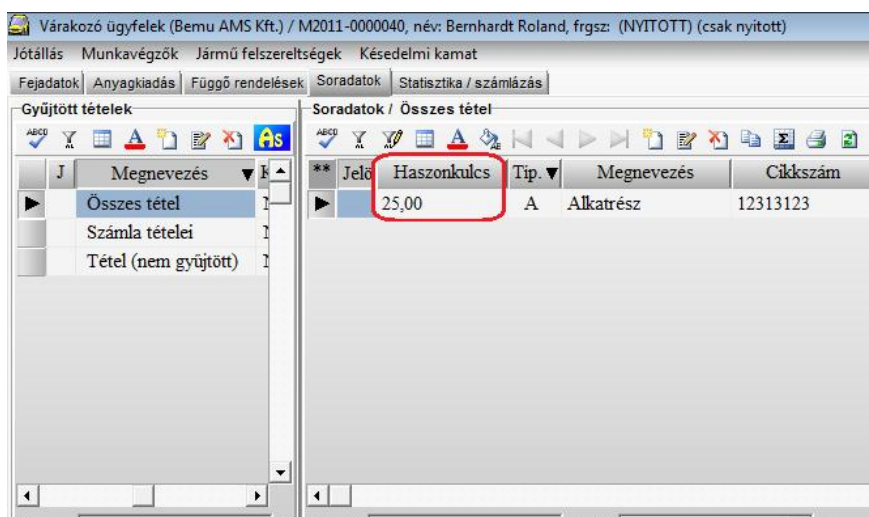 Várakozó ügyfelek (Bemu AMS Kft.) / M2011-0000040, név: Bernhardt Roland, frgsz: (NYITOTT) (csak nyitott)
Jótállás Munkavégzők Jármű felszereltségek Késedelmi kamat
Fejadatok Anyagkiadás Függő rendelések Soradatok Statisztika / számlázás
Gyűjtött tételek Soradatok / Összes tétel
J Megnevezés ** Jelö Haszonkulcs Típ. Megnevezés Cikkszám
Összes tétel 25,00 A Alkatrész 12313123
Számla tételei
Tétel (nem gyűjtött)